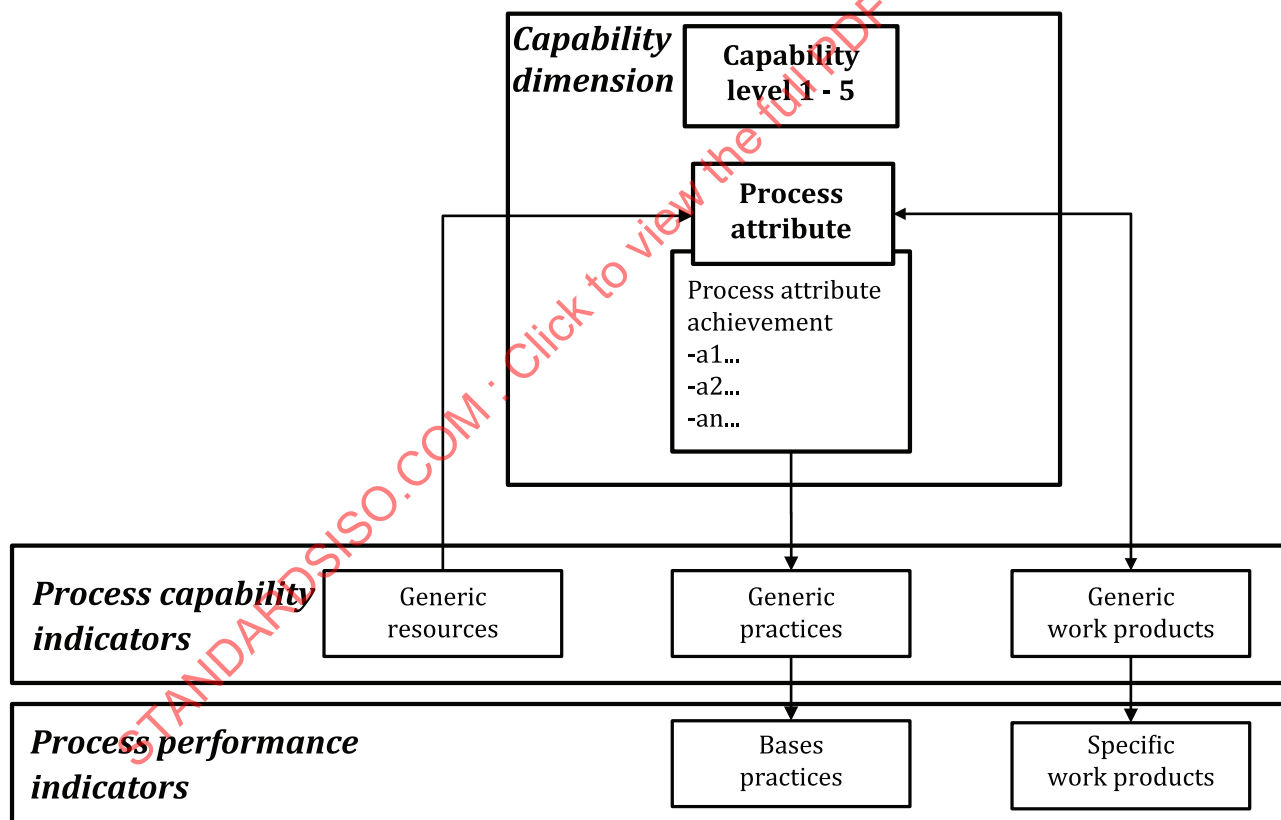 Capability
dimension
Capability
level 1 - 5
Process
attribute
Process attribute
achievement
-a1...
-a2...
-an...
Process capability
indicators
Generic
resources
Generic
practices
Generic
work products
Process performance
indicators
Bases
practices
Specific
work products
STANDARDSISO.COM : Click to view the full PDF